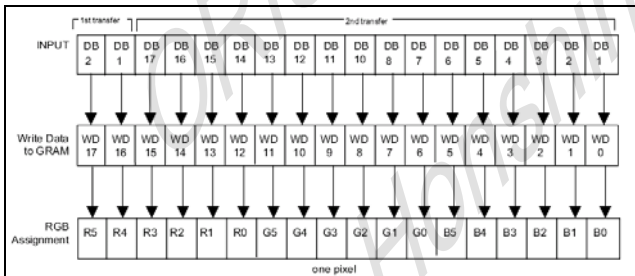 1st transfer 2nd transfer
INPUT DB 2 DB 1 DB 17 DB 16 DB 15 DB 14 DB 13 DB 12 DB 11 DB 10 DB 8 DB 7 DB 6 DB 5 DB 4 DB 3 DB 2 DB 1
Write Data to GRAM WD 17 WD 16 WD 15 WD 14 WD 13 WD 12 WD 11 WD 10 WD 9 WD 8 WD 7 WD 6 WD 5 WD 4 WD 3 WD 2 WD 1 WD 0
RGB Assignment R5 R4 R3 R2 R1 R0 G5 G4 G3 G2 G1 G0 B5 B4 B3 B2 B1 B0
one pixel